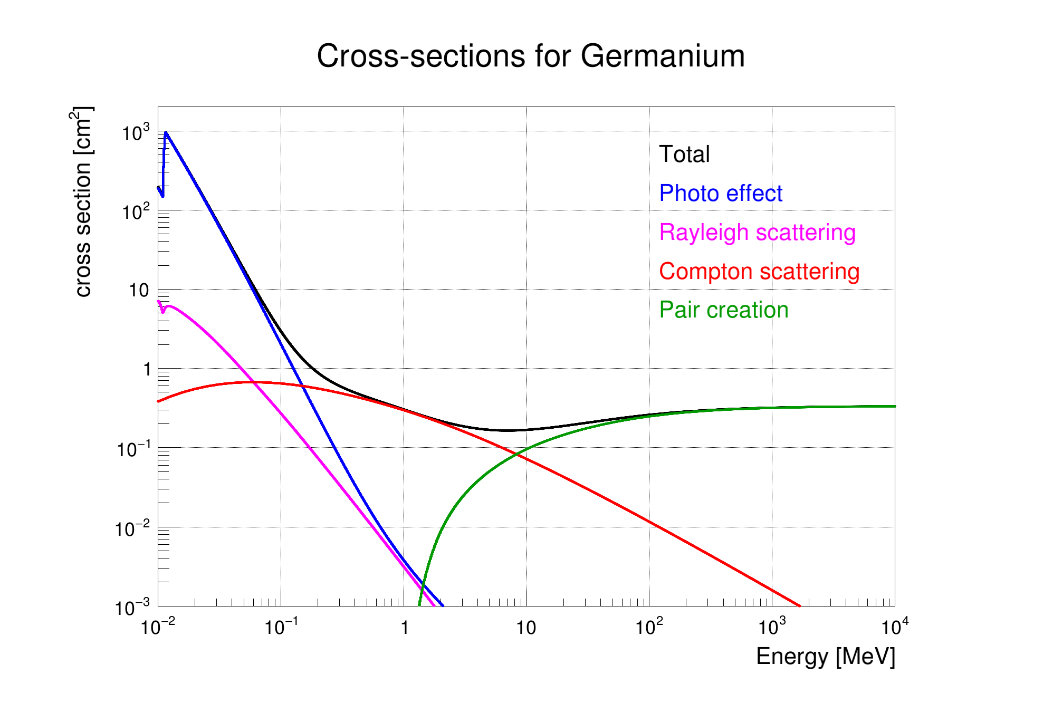 Cross-sections for Germanium
cross section [cm²]
10³
10²
10
1
10⁻¹
10⁻²
10⁻³
Total
Photo effect
Rayleigh scattering
Compton scattering
Pair creation
10⁻² 10⁻¹ 1 10 10² 10³ 10⁴
Energy [MeV]